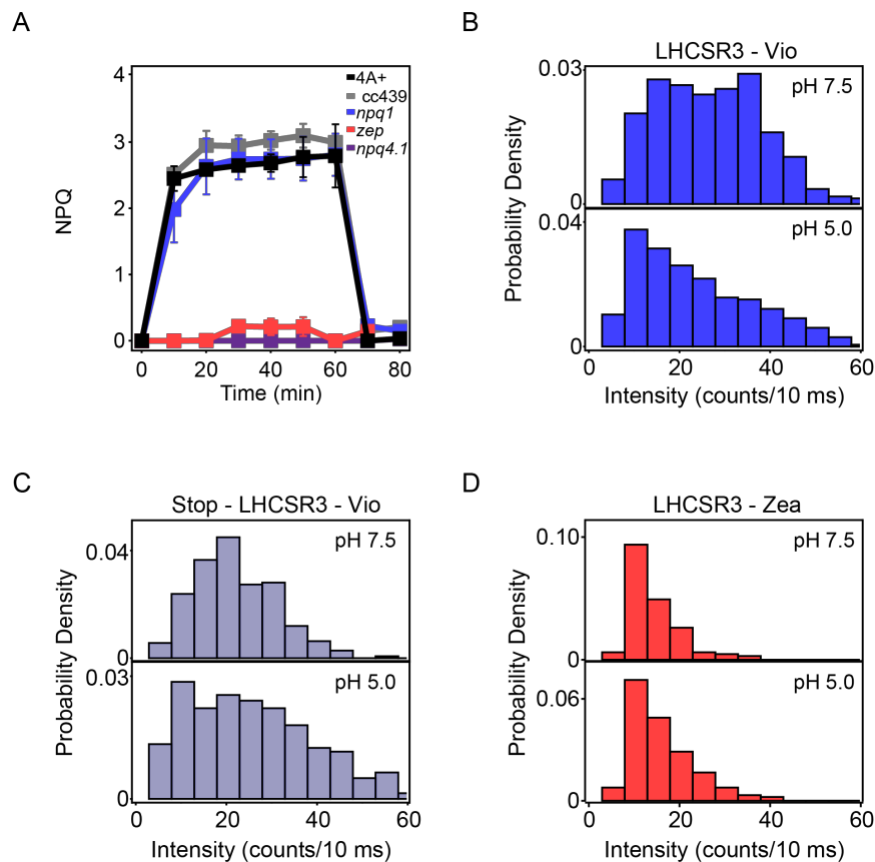 A
NPQ
4
3
2
1
0
4A+
cc439
npq1
zep
npq4.1
0 20 40 60 80
Time (min)
B
LHCSR3 - Vio
Probability Density
0.03
pH 7.5
0
0.04
pH 5.0
0
0 20 40 60
Intensity (counts/10 ms)
C
Stop - LHCSR3 - Vio
Probability Density
pH 7.5
0.04
0
0.03
pH 5.0
0
20 40 60
Intensity (counts/10 ms)
D
LHCSR3 - Zea
Probability Density
0.10
pH 7.5
0
pH 5.0
0.06
0
0 20 40 60
Intensity (counts/10 ms)